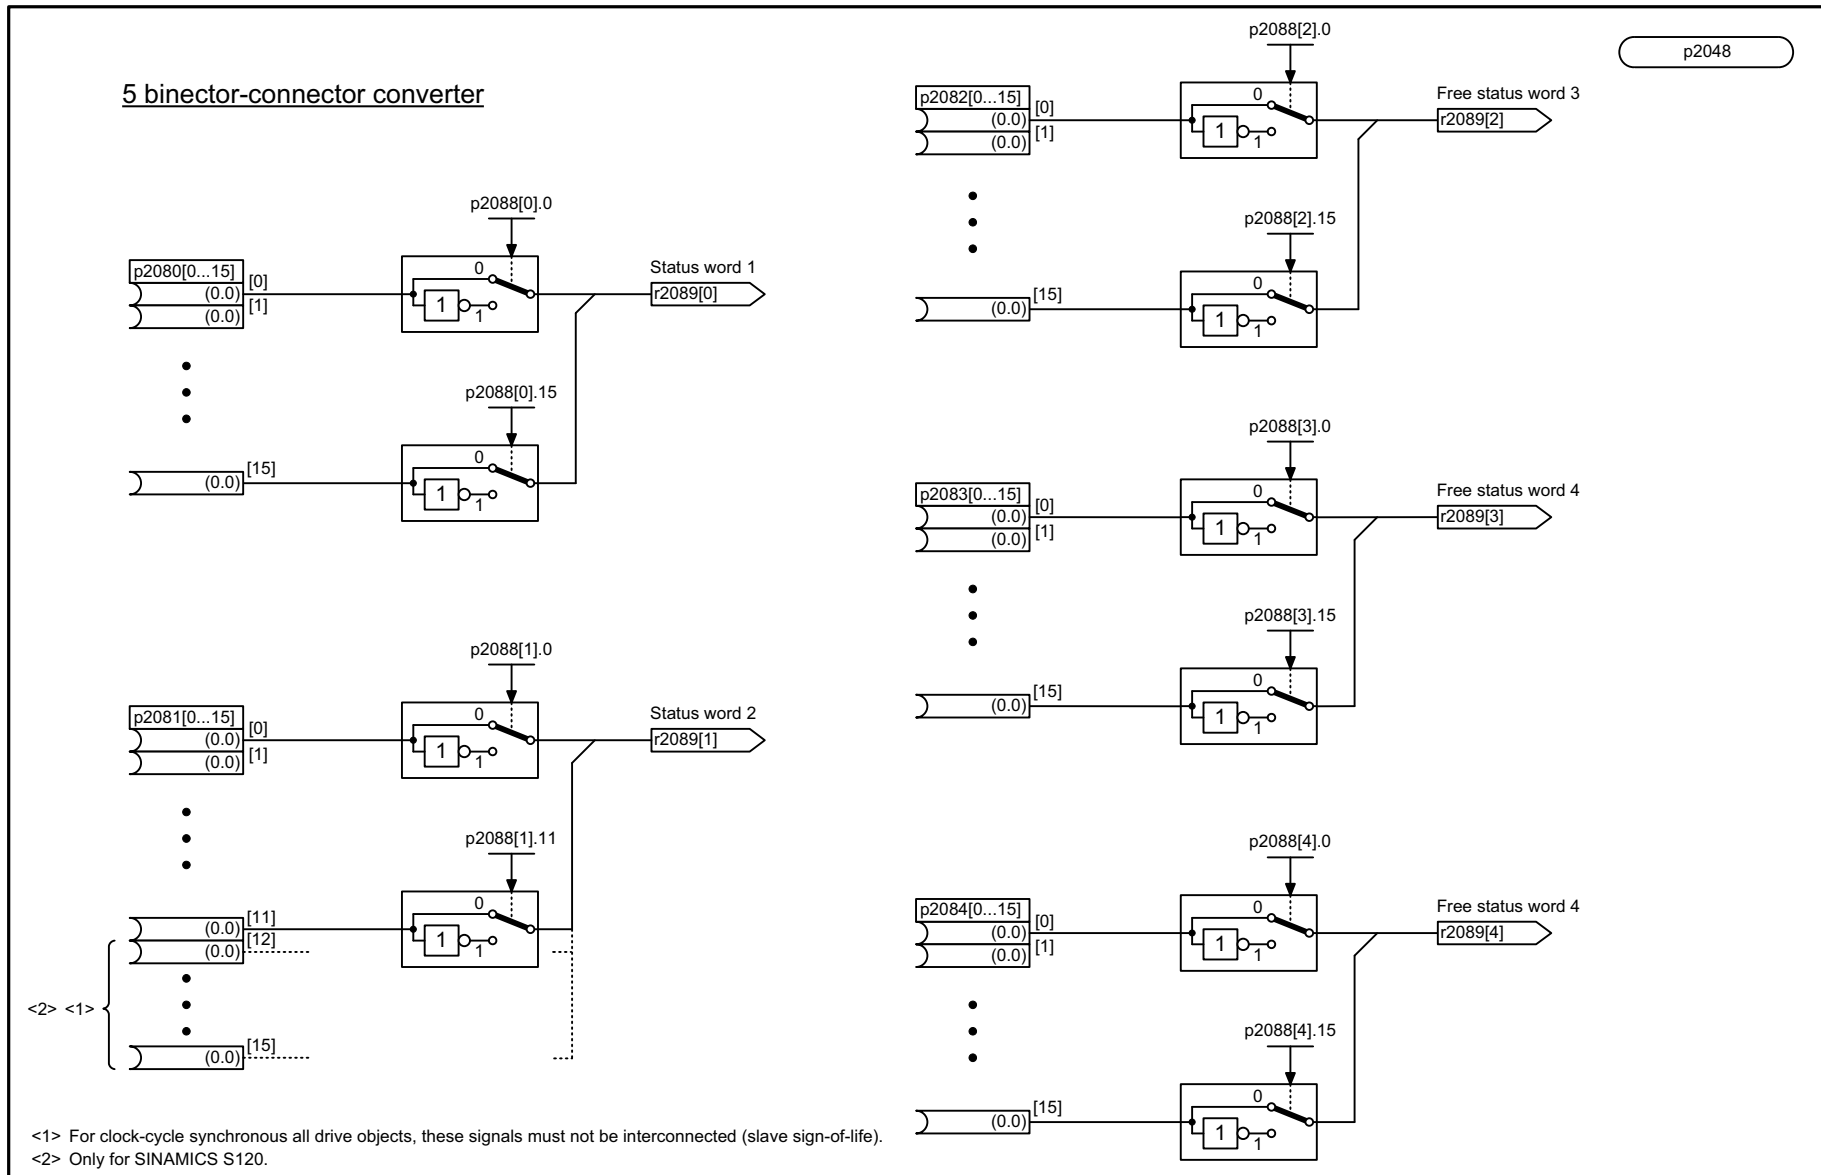 p2048
5 binector-connector converter
p2088[0].0
p2080[0...15]
(0.0)
[0]
(0.0)
[1]
0
1
1
Status word 1
r2089[0]
p2088[0].15
(0.0)
[15]
0
1
1
p2088[1].0
p2081[0...15]
(0.0)
[0]
(0.0)
[1]
0
1
1
Status word 2
r2089[1]
p2088[1].11
(0.0)
[11]
(0.0)
[12]
0
1
1
<2> <1>
(0.0)
[15]
p2088[2].0
p2082[0...15]
(0.0)
[0]
(0.0)
[1]
0
1
1
Free status word 3
r2089[2]
p2088[2].15
(0.0)
[15]
0
1
1
p2088[3].0
p2083[0...15]
(0.0)
[0]
(0.0)
[1]
0
1
1
Free status word 4
r2089[3]
p2088[3].15
(0.0)
[15]
0
1
1
p2088[4].0
p2084[0...15]
(0.0)
[0]
(0.0)
[1]
0
1
1
Free status word 4
r2089[4]
p2088[4].15
(0.0)
[15]
0
1
1
<1> For clock-cycle synchronous all drive objects, these signals must not be interconnected (slave sign-of-life).
<2> Only for SINAMICS S120.